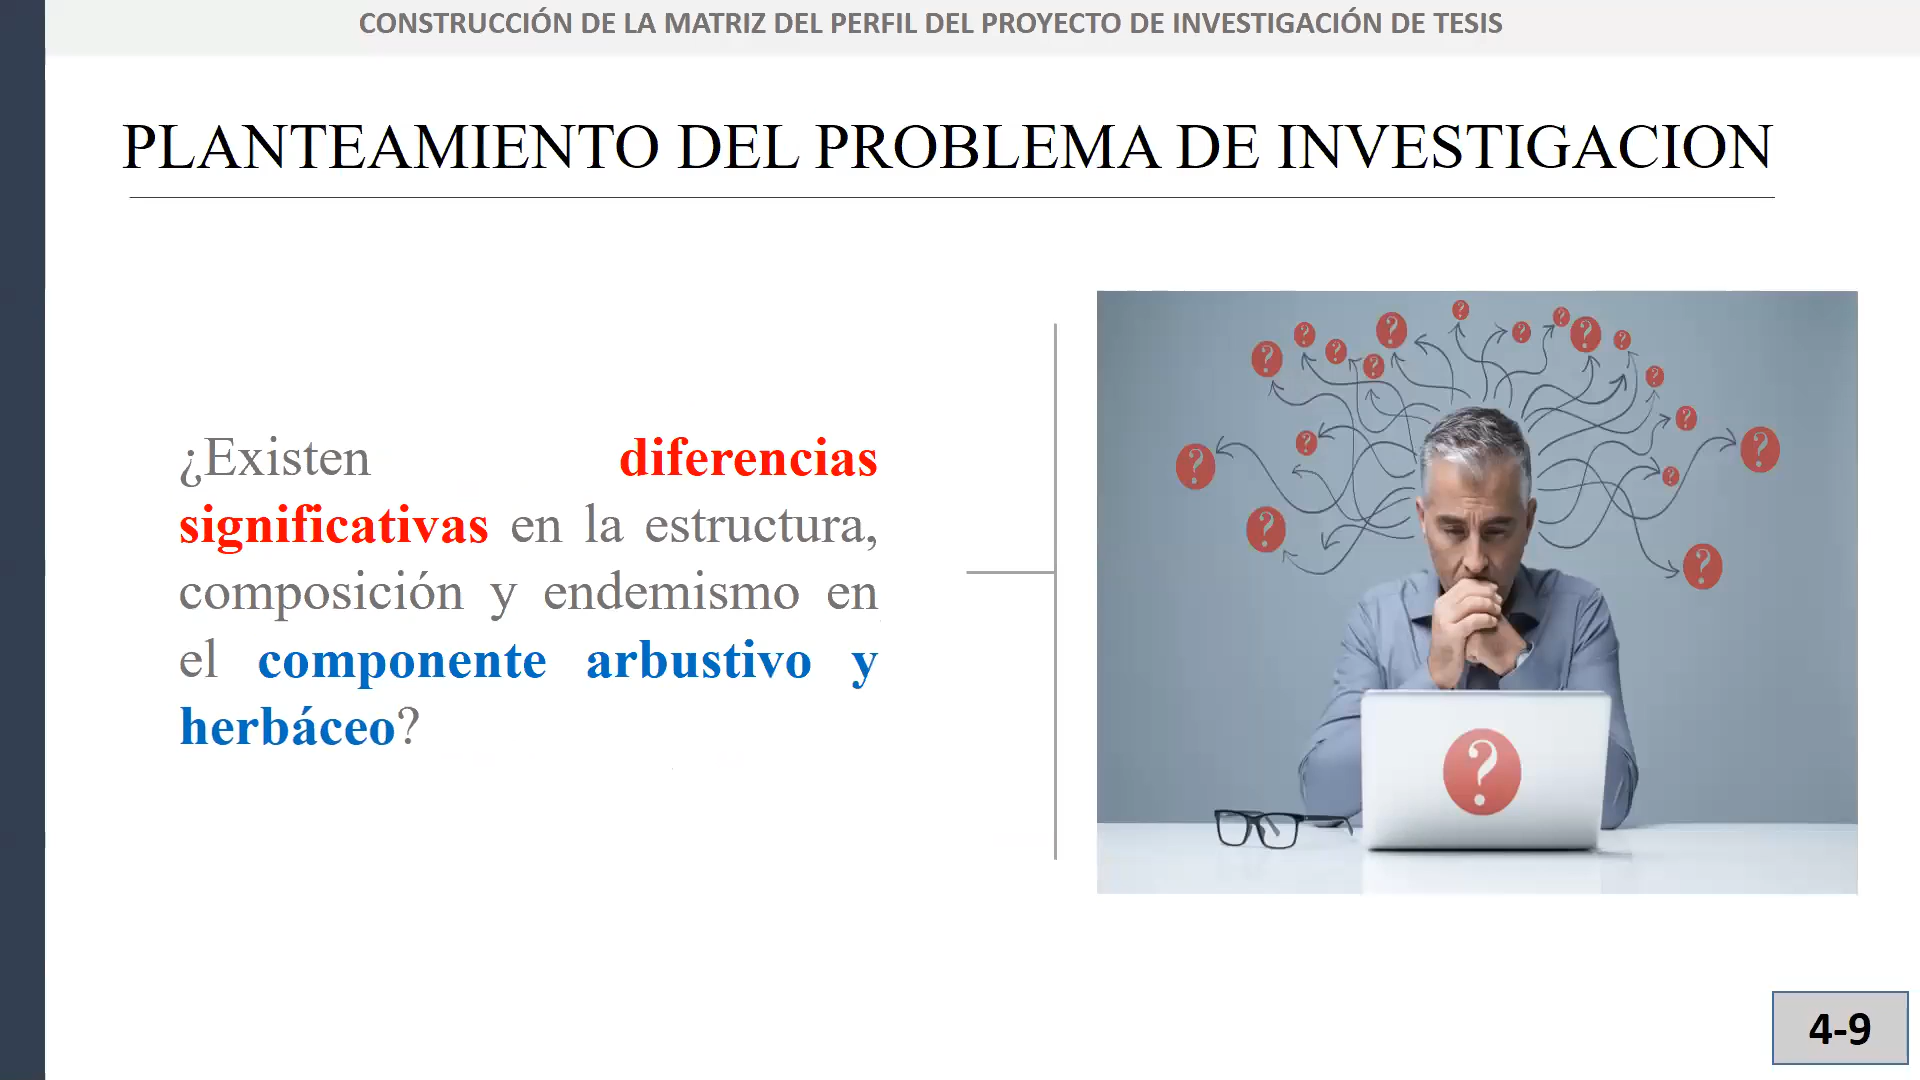 CONSTRUCCIÓN DE LA MATRIZ DEL PERFIL DEL PROYECTO DE INVESTIGACIÓN DE TESIS
PLANTEAMIENTO DEL PROBLEMA DE INVESTIGACION
¿Existen diferencias
significativas en la estructura,
composición y endemismo en
el componente arbustivo y
herbáceo?
?
? ? ? ? ? ? ? ? ? ? ? ? ? ? ? ? ?
4-9